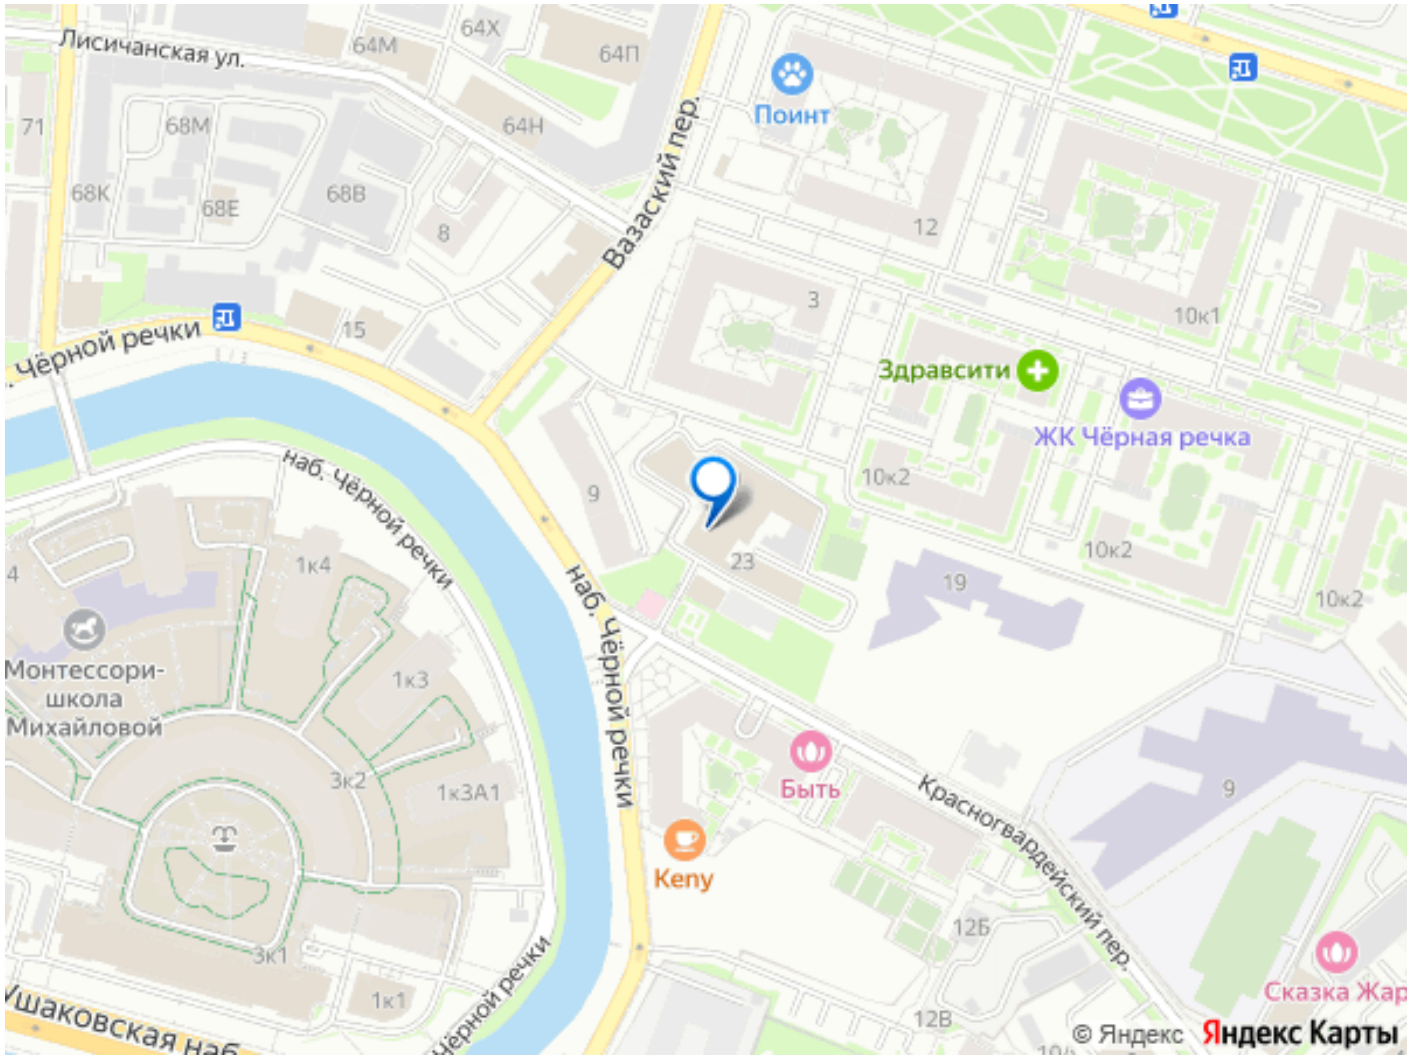 Лисичанская ул.
64М
64Х
64П
Поинт
71
68М
64Н
68К
68Е
68В
8
Вазаский пер.
12
3
10к1
15
Чёрной речки
Здравсити
ЖК Чёрная речка
наб. Чёрной речки
9
10к2
23
10к2
19
10к2
4
1к4
наб. Чёрной речки
Монтессори-
школа
Михайловой
1к3
3к2
1к3А1
Быть
9
Keny
Красногвардейский пер.
12Б
3к1
1к1
Сказка Жар
12В
Ушаковская наб
Чёрной речки
© Яндекс Яндекс Карты